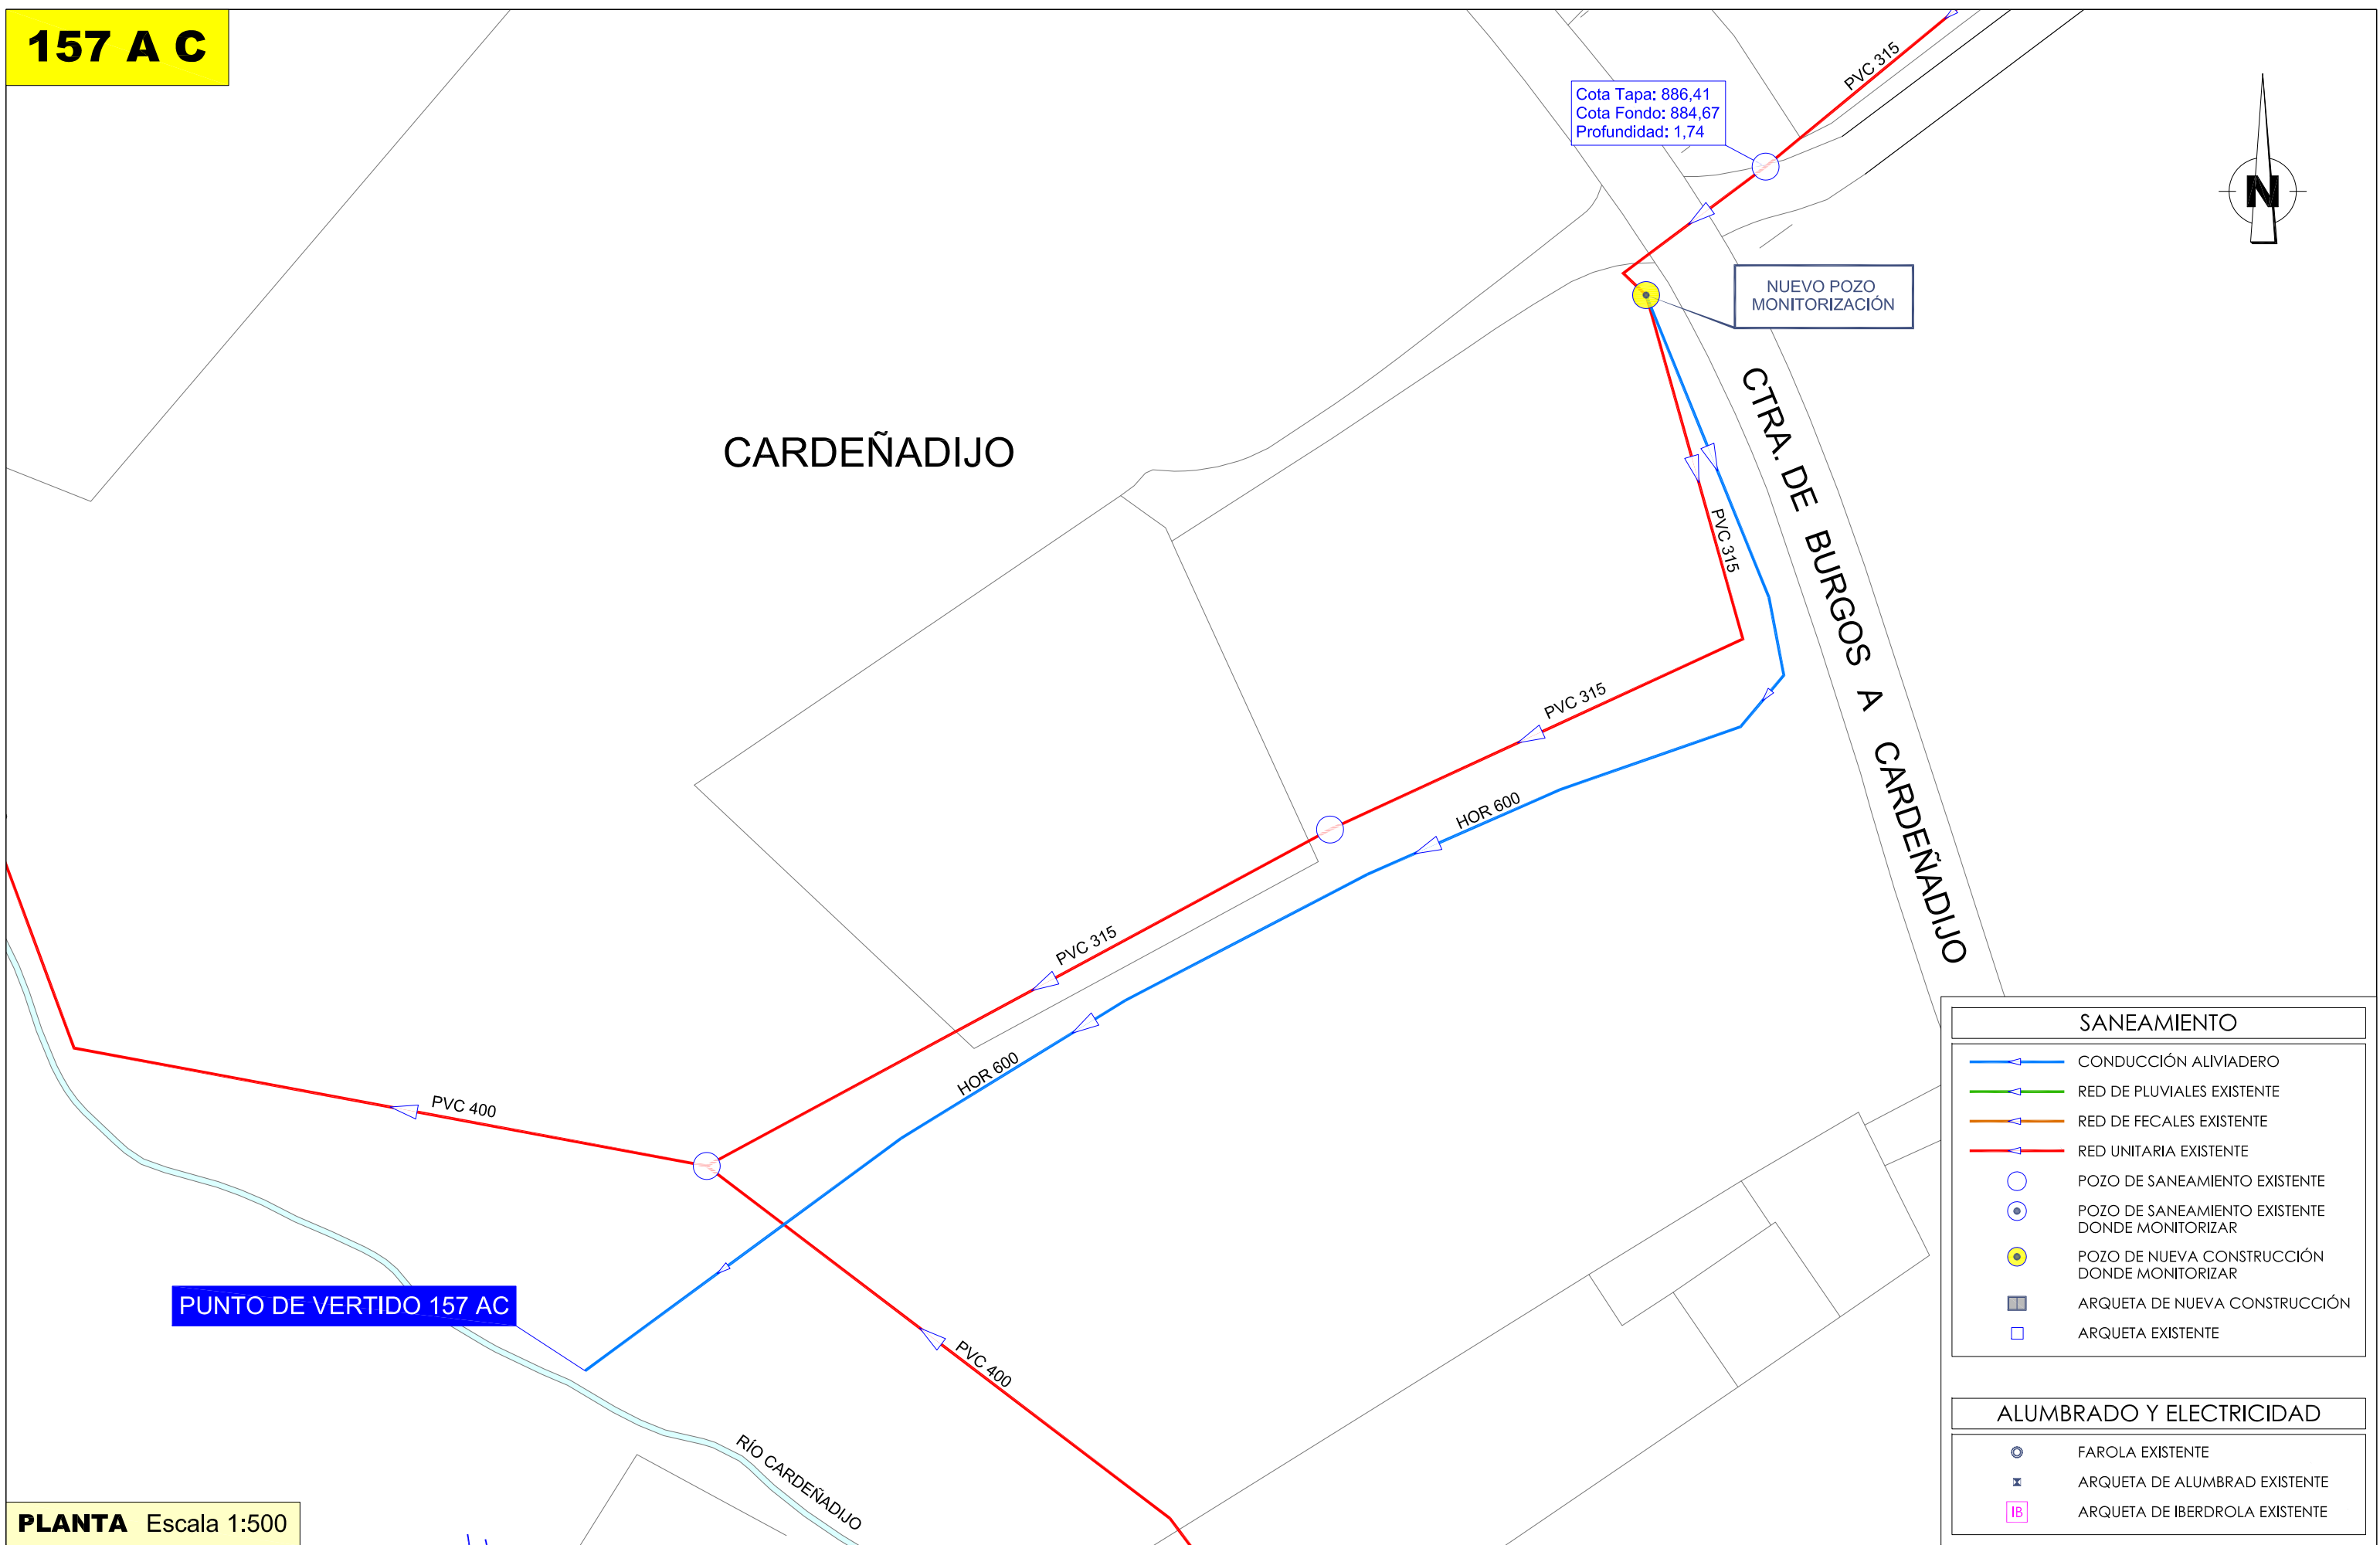 157 A C
PVC 315
Cota Tapa: 886,41
Cota Fondo: 884,67
Profundidad: 1,74
N
NUEVO POZO
MONITORIZACIÓN
CARDEÑADIJO
CTRA. DE BURGOS A CARDEÑADIJO
PVC 315
PVC 315
HOR 600
PVC 315
HOR 600
PVC 400
PUNTO DE VERTIDO 157 AC
PVC 400
RÍO CARDEÑADIJO
SANEAMIENTO
CONDUCCIÓN ALIVIADERO
RED DE PLUVIALES EXISTENTE
RED DE FECALES EXISTENTE
RED UNITARIA EXISTENTE
POZO DE SANEAMIENTO EXISTENTE
POZO DE SANEAMIENTO EXISTENTE
DONDE MONITORIZAR
POZO DE NUEVA CONSTRUCCIÓN
DONDE MONITORIZAR
ARQUETA DE NUEVA CONSTRUCCIÓN
ARQUETA EXISTENTE
ALUMBRADO Y ELECTRICIDAD
FAROLA EXISTENTE
ARQUETA DE ALUMBRAD EXISTENTE
IB ARQUETA DE IBERDROLA EXISTENTE
PLANTA Escala 1:500